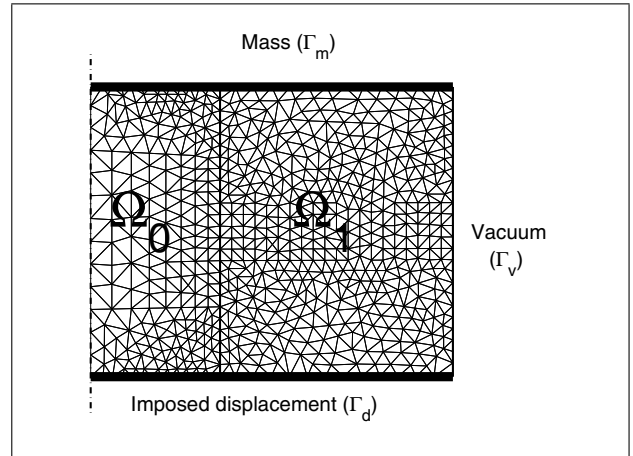 Mass (Γm)
Ω0
Ω1
Vacuum
(Γv)
Imposed displacement (Γd)